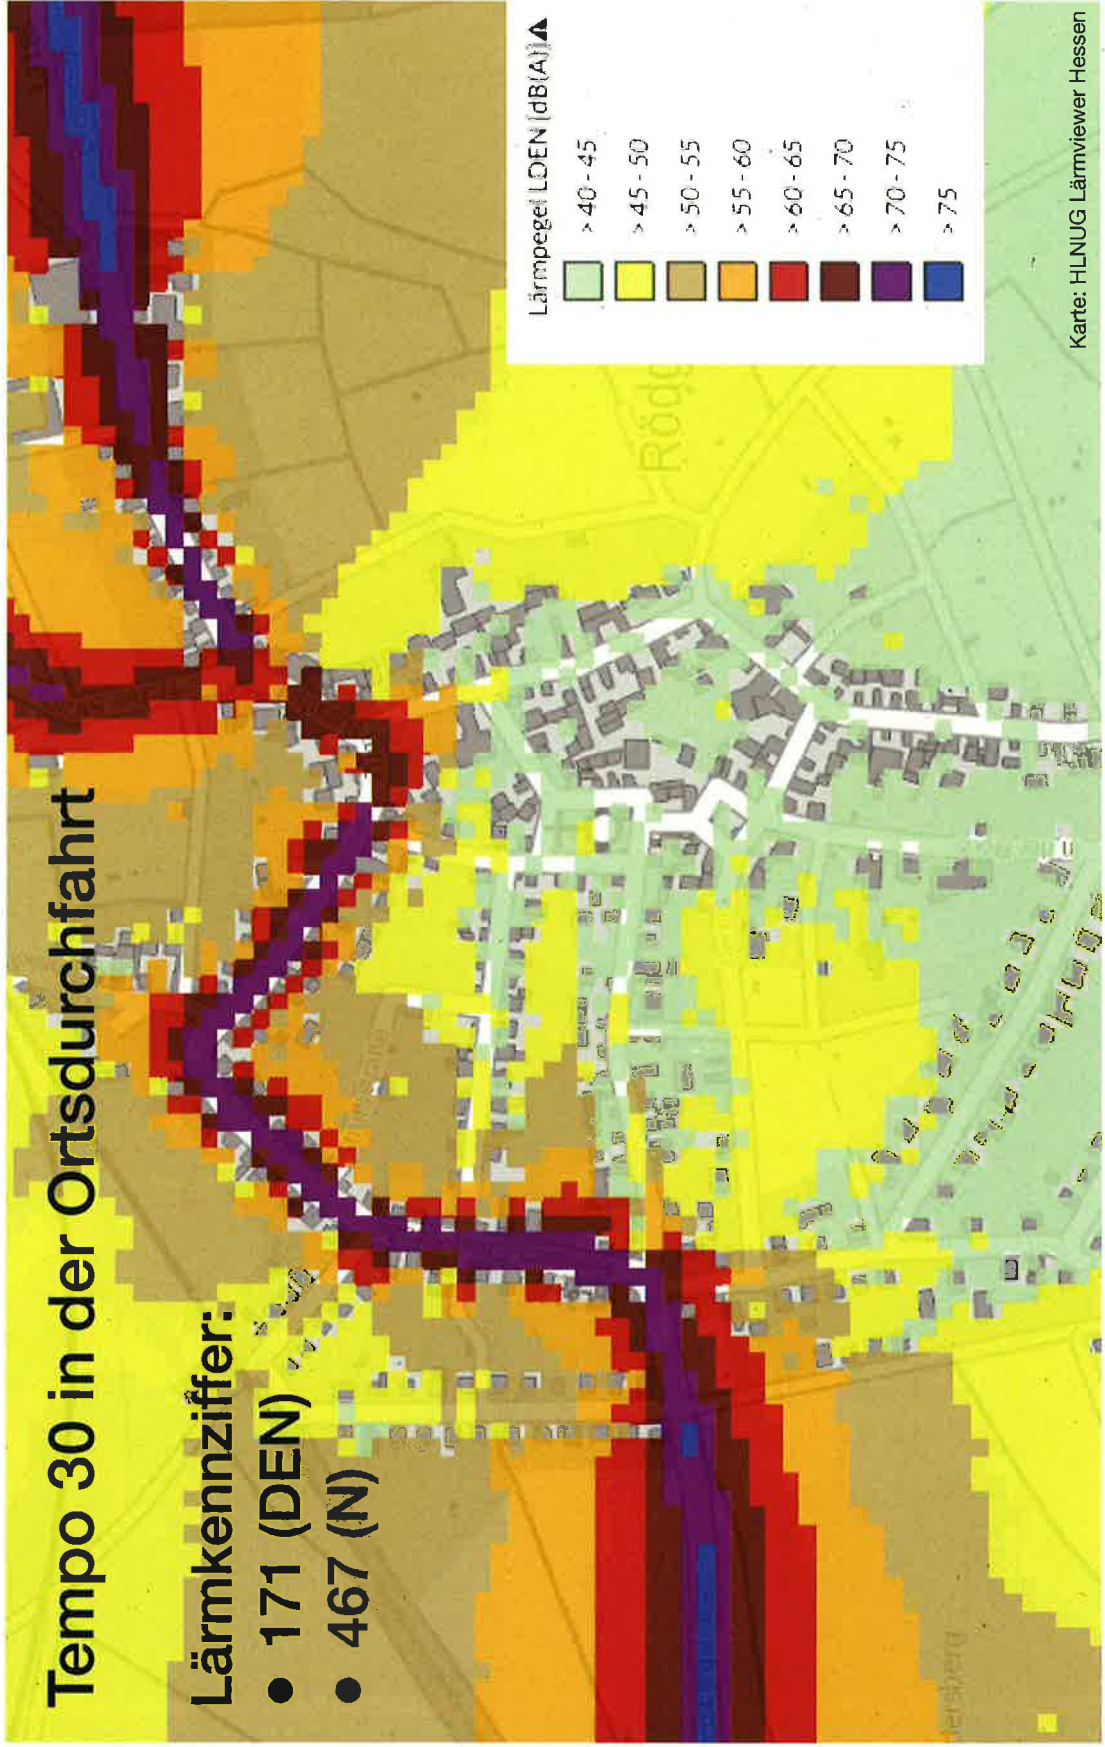 Tempo 30 in der Ortsdurchfahrt
Lärmkennziffer:
• 171 (DEN)
• 467 (N)
Lärmpegel LDEN [dB(A)]
>40 - 45
>45 - 50
>50 - 55
>55 - 60
>60 - 65
>65 - 70
>70 - 75
>75
Rödg
Karte: HLNUG Lärmviewer Hessen